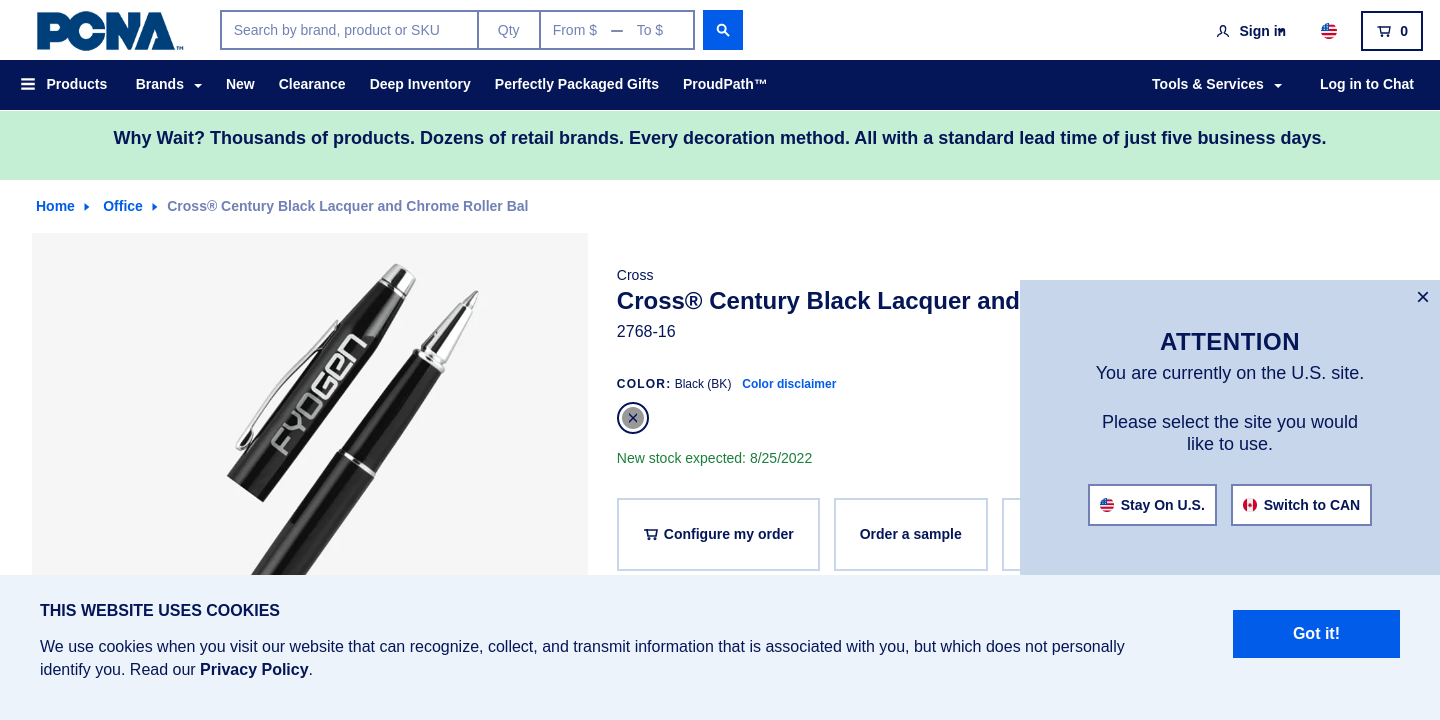 PCNA™
Search by brand, product or SKU
Qty
From $ — To $
Sign in
0
Products
Brands
New
Clearance
Deep Inventory
Perfectly Packaged Gifts
ProudPath™
Tools & Services
Log in to Chat
Why Wait? Thousands of products. Dozens of retail brands. Every decoration method. All with a standard lead time of just five business days.
Home
Office
Cross® Century Black Lacquer and Chrome Roller Bal
FYOGEN
Cross
Cross® Century Black Lacquer and
2768-16
COLOR: Black (BK) Color disclaimer
New stock expected: 8/25/2022
Configure my order
Order a sample
ATTENTION
You are currently on the U.S. site.
Please select the site you would
like to use.
Stay On U.S.
Switch to CAN
THIS WEBSITE USES COOKIES
We use cookies when you visit our website that can recognize, collect, and transmit information that is associated with you, but which does not personally
identify you. Read our Privacy Policy.
Got it!